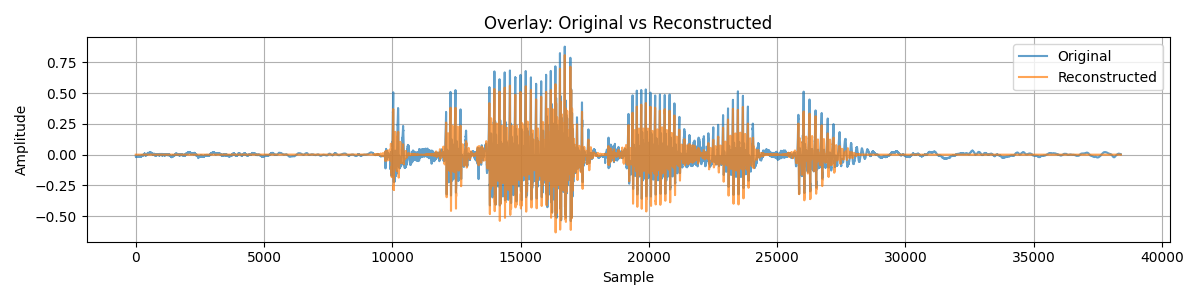 Overlay: Original vs Reconstructed
Amplitude
0.75
0.50
0.25
0.00
−0.25
−0.50
Original
Reconstructed
0 5000 10000 15000 20000 25000 30000 35000 40000
Sample